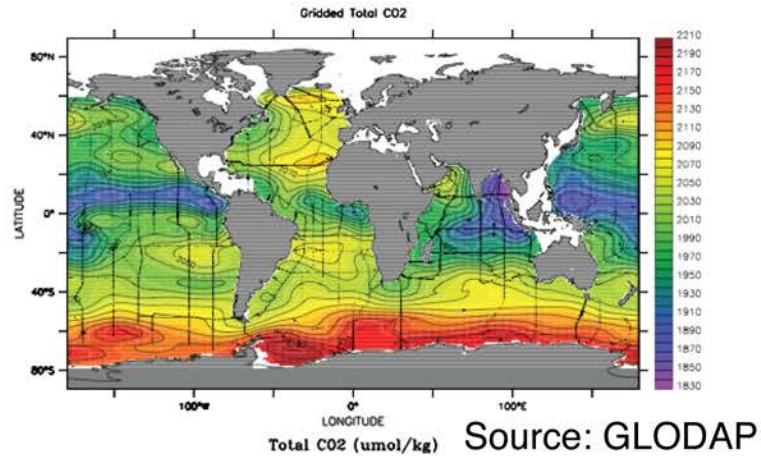 Gridded Total CO2
80°N
40°N
0°
40°S
80°S
LATITUDE
100°W
0°
100°E
LONGITUDE
2210
2190
2170
2150
2130
2110
2090
2070
2050
2030
2010
1990
1970
1950
1930
1910
1890
1870
1850
1830
Total CO2 (umol/kg)
Source: GLODAP